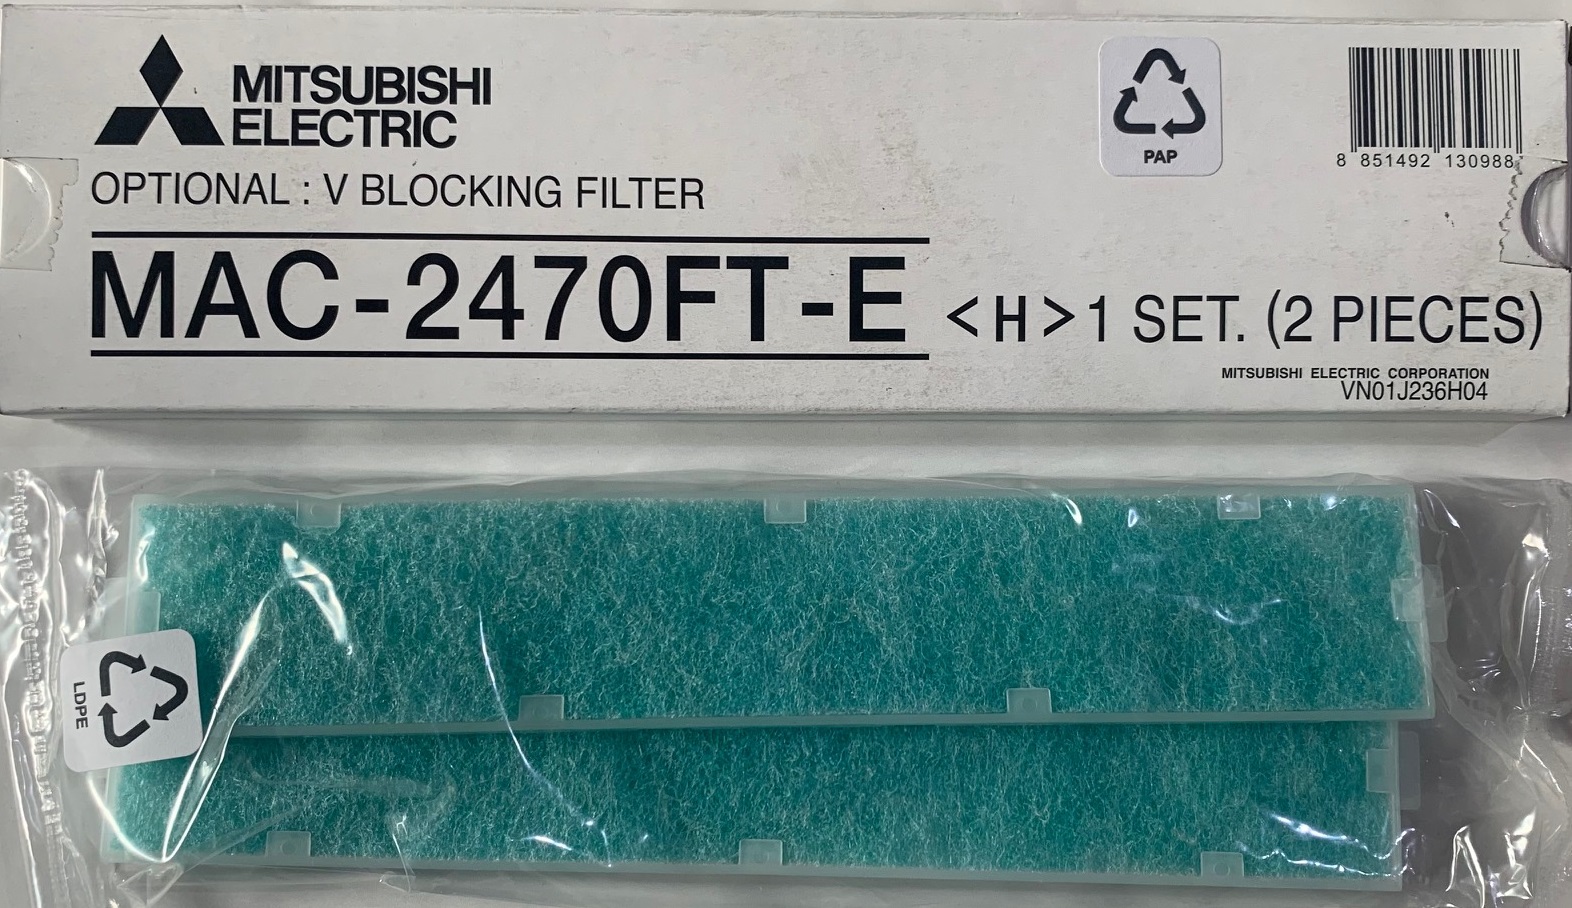 MITSUBISHI
ELECTRIC
PAP
8 851492 130988
OPTIONAL : V BLOCKING FILTER
MAC-2470FT-E <H> 1 SET. (2 PIECES)
MITSUBISHI ELECTRIC CORPORATION
VN01J236H04
LDPE